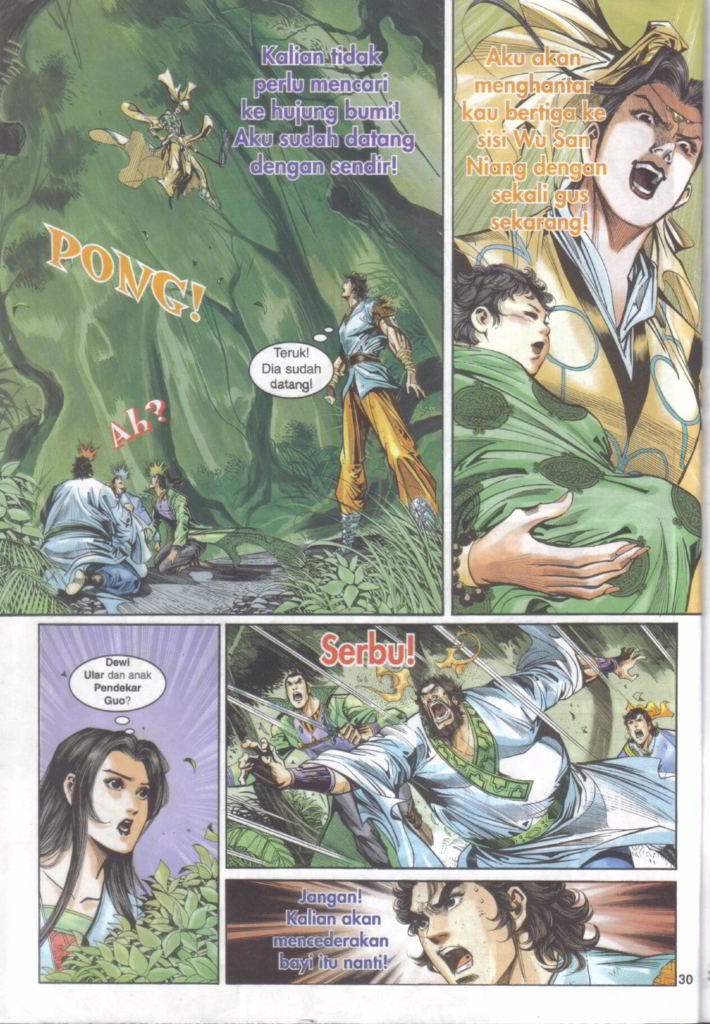 Kalian tidak
perlu mencari
ke hujung bumi!
Aku sudah datang
dengan sendir!
Aku akan
menghantar
kau bertiga ke
sisi Wu San
Niang dengan
sekali gus
sekarang!
PONG!
Teruk!
Dia sudah
datang!
Ah?
Dewi
Ular dan anak
Pendekar
Guo?
Serbu!
Jangan!
Kalian akan
mencederakan
bayi itu nanti!
30